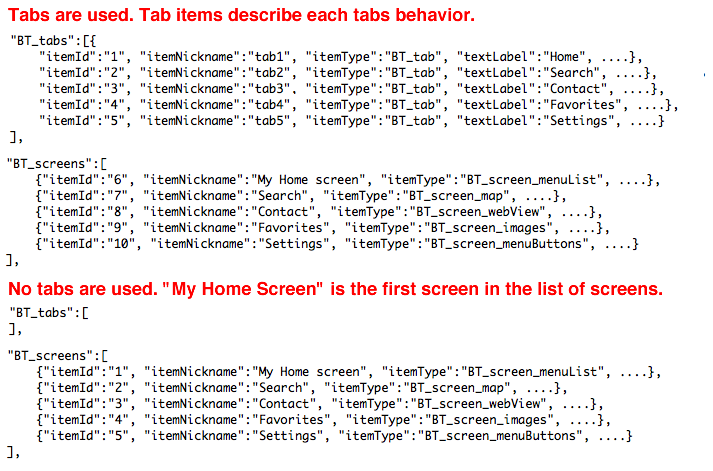 Tabs are used. Tab items describe each tabs behavior.
"BT_tabs":[{
"itemId":"1", "itemNickname":"tab1", "itemType":"BT_tab", "textLabel":"Home", ....},
"itemId":"2", "itemNickname":"tab2", "itemType":"BT_tab", "textLabel":"Search", ....},
"itemId":"3", "itemNickname":"tab3", "itemType":"BT_tab", "textLabel":"Contact", ....},
"itemId":"4", "itemNickname":"tab4", "itemType":"BT_tab", "textLabel":"Favorites", ....},
"itemId":"5", "itemNickname":"tab5", "itemType":"BT_tab", "textLabel":"Settings", ....}
],
"BT_screens":[
{"itemId":"6", "itemNickname":"My Home screen", "itemType":"BT_screen_menuList", ....},
{"itemId":"7", "itemNickname":"Search", "itemType":"BT_screen_map", ....},
{"itemId":"8", "itemNickname":"Contact", "itemType":"BT_screen_webView", ....},
{"itemId":"9", "itemNickname":"Favorites", "itemType":"BT_screen_images", ....},
{"itemId":"10", "itemNickname":"Settings", "itemType":"BT_screen_menuButtons", ....}
],
No tabs are used. "My Home Screen" is the first screen in the list of screens.
"BT_tabs":[
],
"BT_screens":[
{"itemId":"1", "itemNickname":"My Home screen", "itemType":"BT_screen_menuList", ....},
{"itemId":"2", "itemNickname":"Search", "itemType":"BT_screen_map", ....},
{"itemId":"3", "itemNickname":"Contact", "itemType":"BT_screen_webView", ....},
{"itemId":"4", "itemNickname":"Favorites", "itemType":"BT_screen_images", ....},
{"itemId":"5", "itemNickname":"Settings", "itemType":"BT_screen_menuButtons", ....}
],